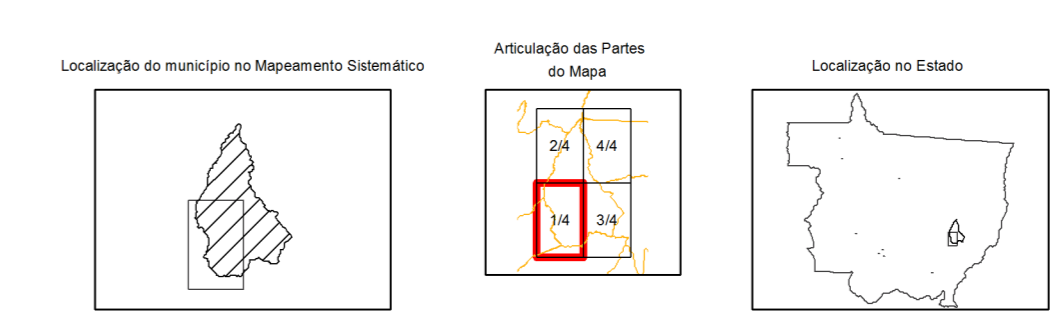 Localização do município no Mapeamento Sistemático
Articulação das Partes
do Mapa
Localização no Estado
2/4
4/4
1/4
3/4